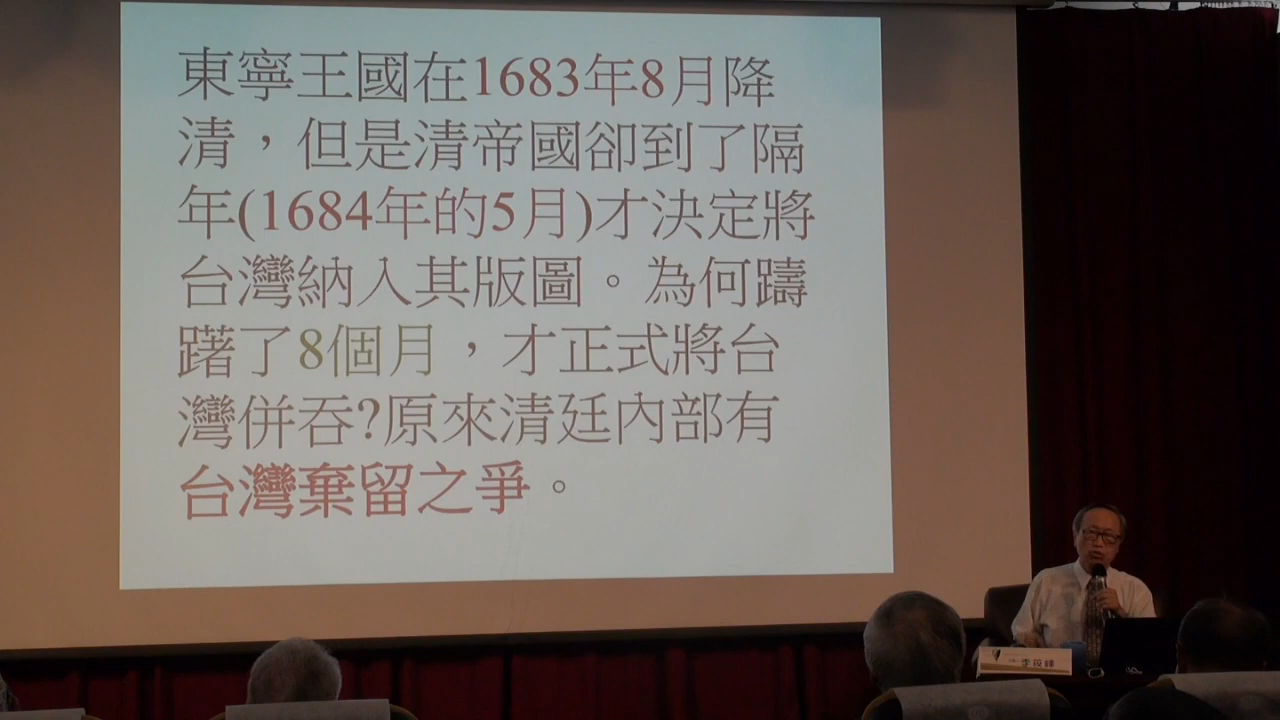 東寧王國在1683年8月降
清，但是清帝國卻到了隔
年(1684年的5月)才決定將
台灣納入其版圖。為何躊
躇了8個月，才正式將台
灣併吞?原來清廷內部有
台灣棄留之爭。
李筱峰